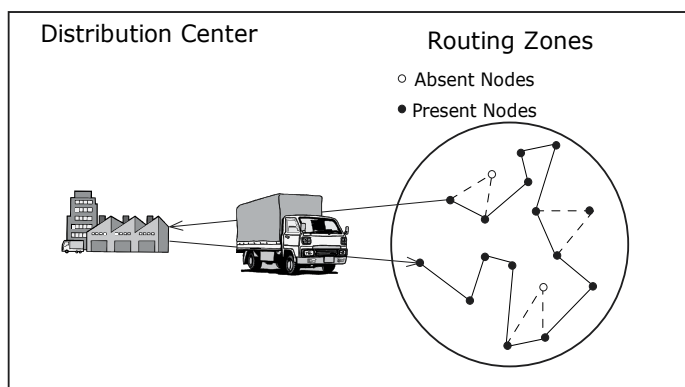 Distribution Center
Routing Zones
Absent Nodes
Present Nodes